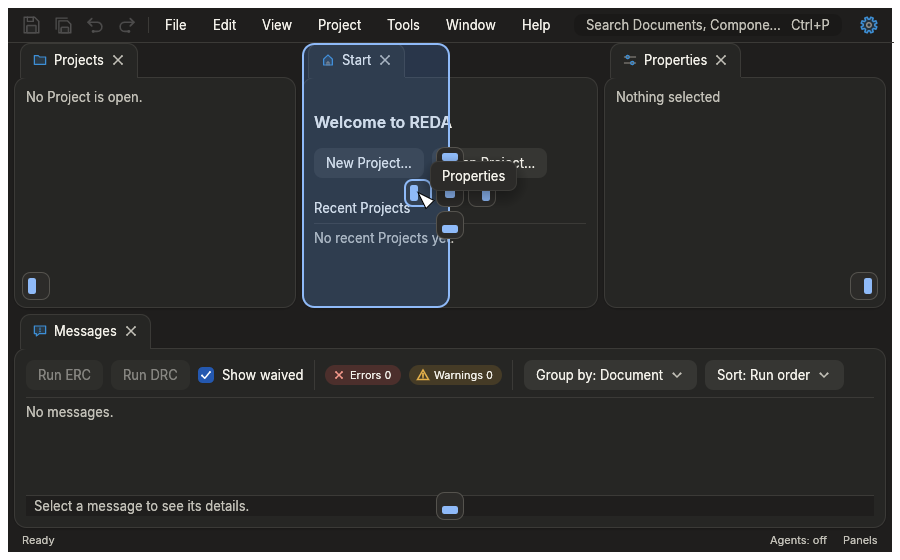 File Edit View Project Tools Window Help Search Documents, Compone... Ctrl+P
Projects
Start
Properties
No Project is open.
Nothing selected
Welcome to REDA
New Project...
Project...
Properties
Recent Projects
No recent Projects yet.
Messages
Run ERC Run DRC Show waived Errors 0 Warnings 0 Group by: Document Sort: Run order
No messages.
Select a message to see its details.
Ready Agents: off Panels